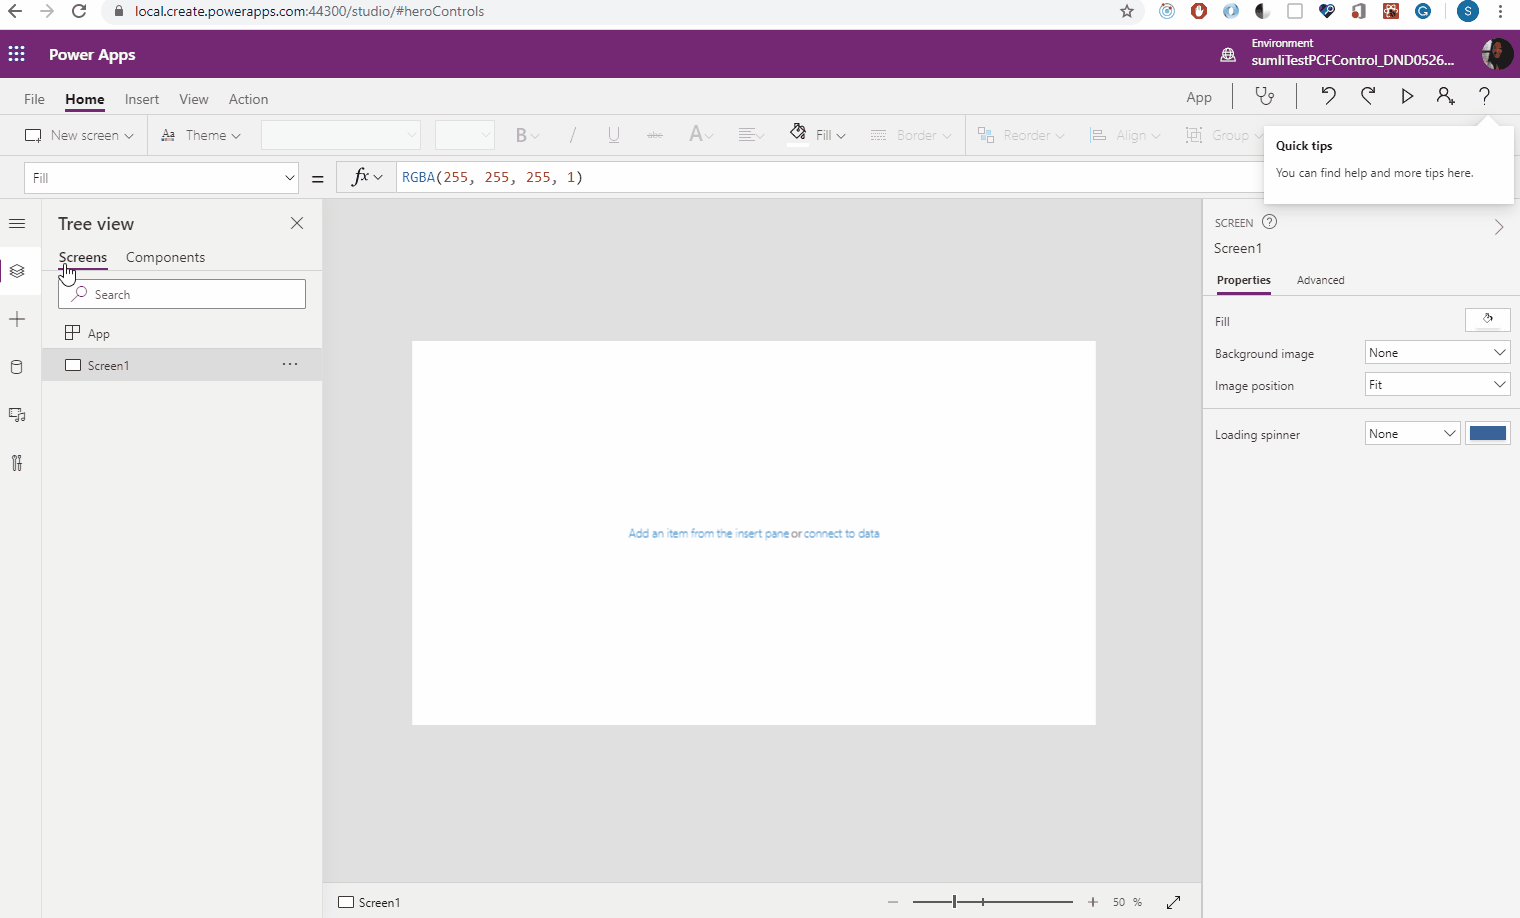 local.create.powerapps.com:44300/studio/#heroControls
S
Power Apps
Environment
sumliTestPCFControl_DND0526...
File Home Insert View Action
App
New screen Theme B / U abc A Fill Border Reorder Align Group
Quick tips
You can find help and more tips here.
Fill = fx RGBA(255, 255, 255, 1)
Tree view
Screens Components
Search
App
Screen1 ...
Add an item from the insert pane or connect to data
SCREEN ?
Screen1
Properties Advanced
Fill
Background image None
Image position Fit
Loading spinner None
Screen1
50 %